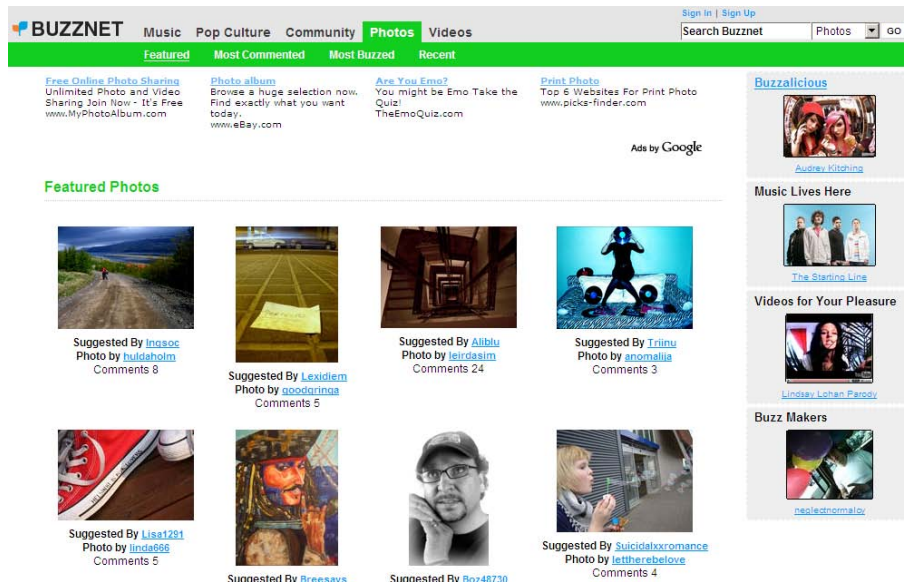 Sign In | Sign Up
BUZZNET Music Pop Culture Community Photos Videos
Search Buzznet Photos GO
Featured Most Commented Most Buzzed Recent
Free Online Photo Sharing
Unlimited Photo and Video
Sharing Join Now - It's Free
www.MyPhotoAlbum.com
Photo album
Browse a huge selection now.
Find exactly what you want
today.
www.eBay.com
Are You Emo?
You might be Emo Take the
Quiz!
TheEmoQuiz.com
Print Photo
Top 6 Websites For Print Photo
www.picks-finder.com
Ads by Google
Featured Photos
Suggested By Ingsoc
Photo by huldaholm
Comments 8
Suggested By Lexidiem
Photo by goodgringa
Comments 5
Suggested By Aliblu
Photo by leirdasim
Comments 24
Suggested By Triinu
Photo by anomalija
Comments 3
Suggested By Lisa1291
Photo by linda666
Comments 5
Suggested By Breesays
Suggested By Boz48730
Suggested By Suicidalxxromance
Photo by lettherebelove
Comments 4
Buzzalicious
Audrey Kitching
Music Lives Here
The Starting Line
Videos for Your Pleasure
Lindsay Lohan Parody
Buzz Makers
neglectnormalcy